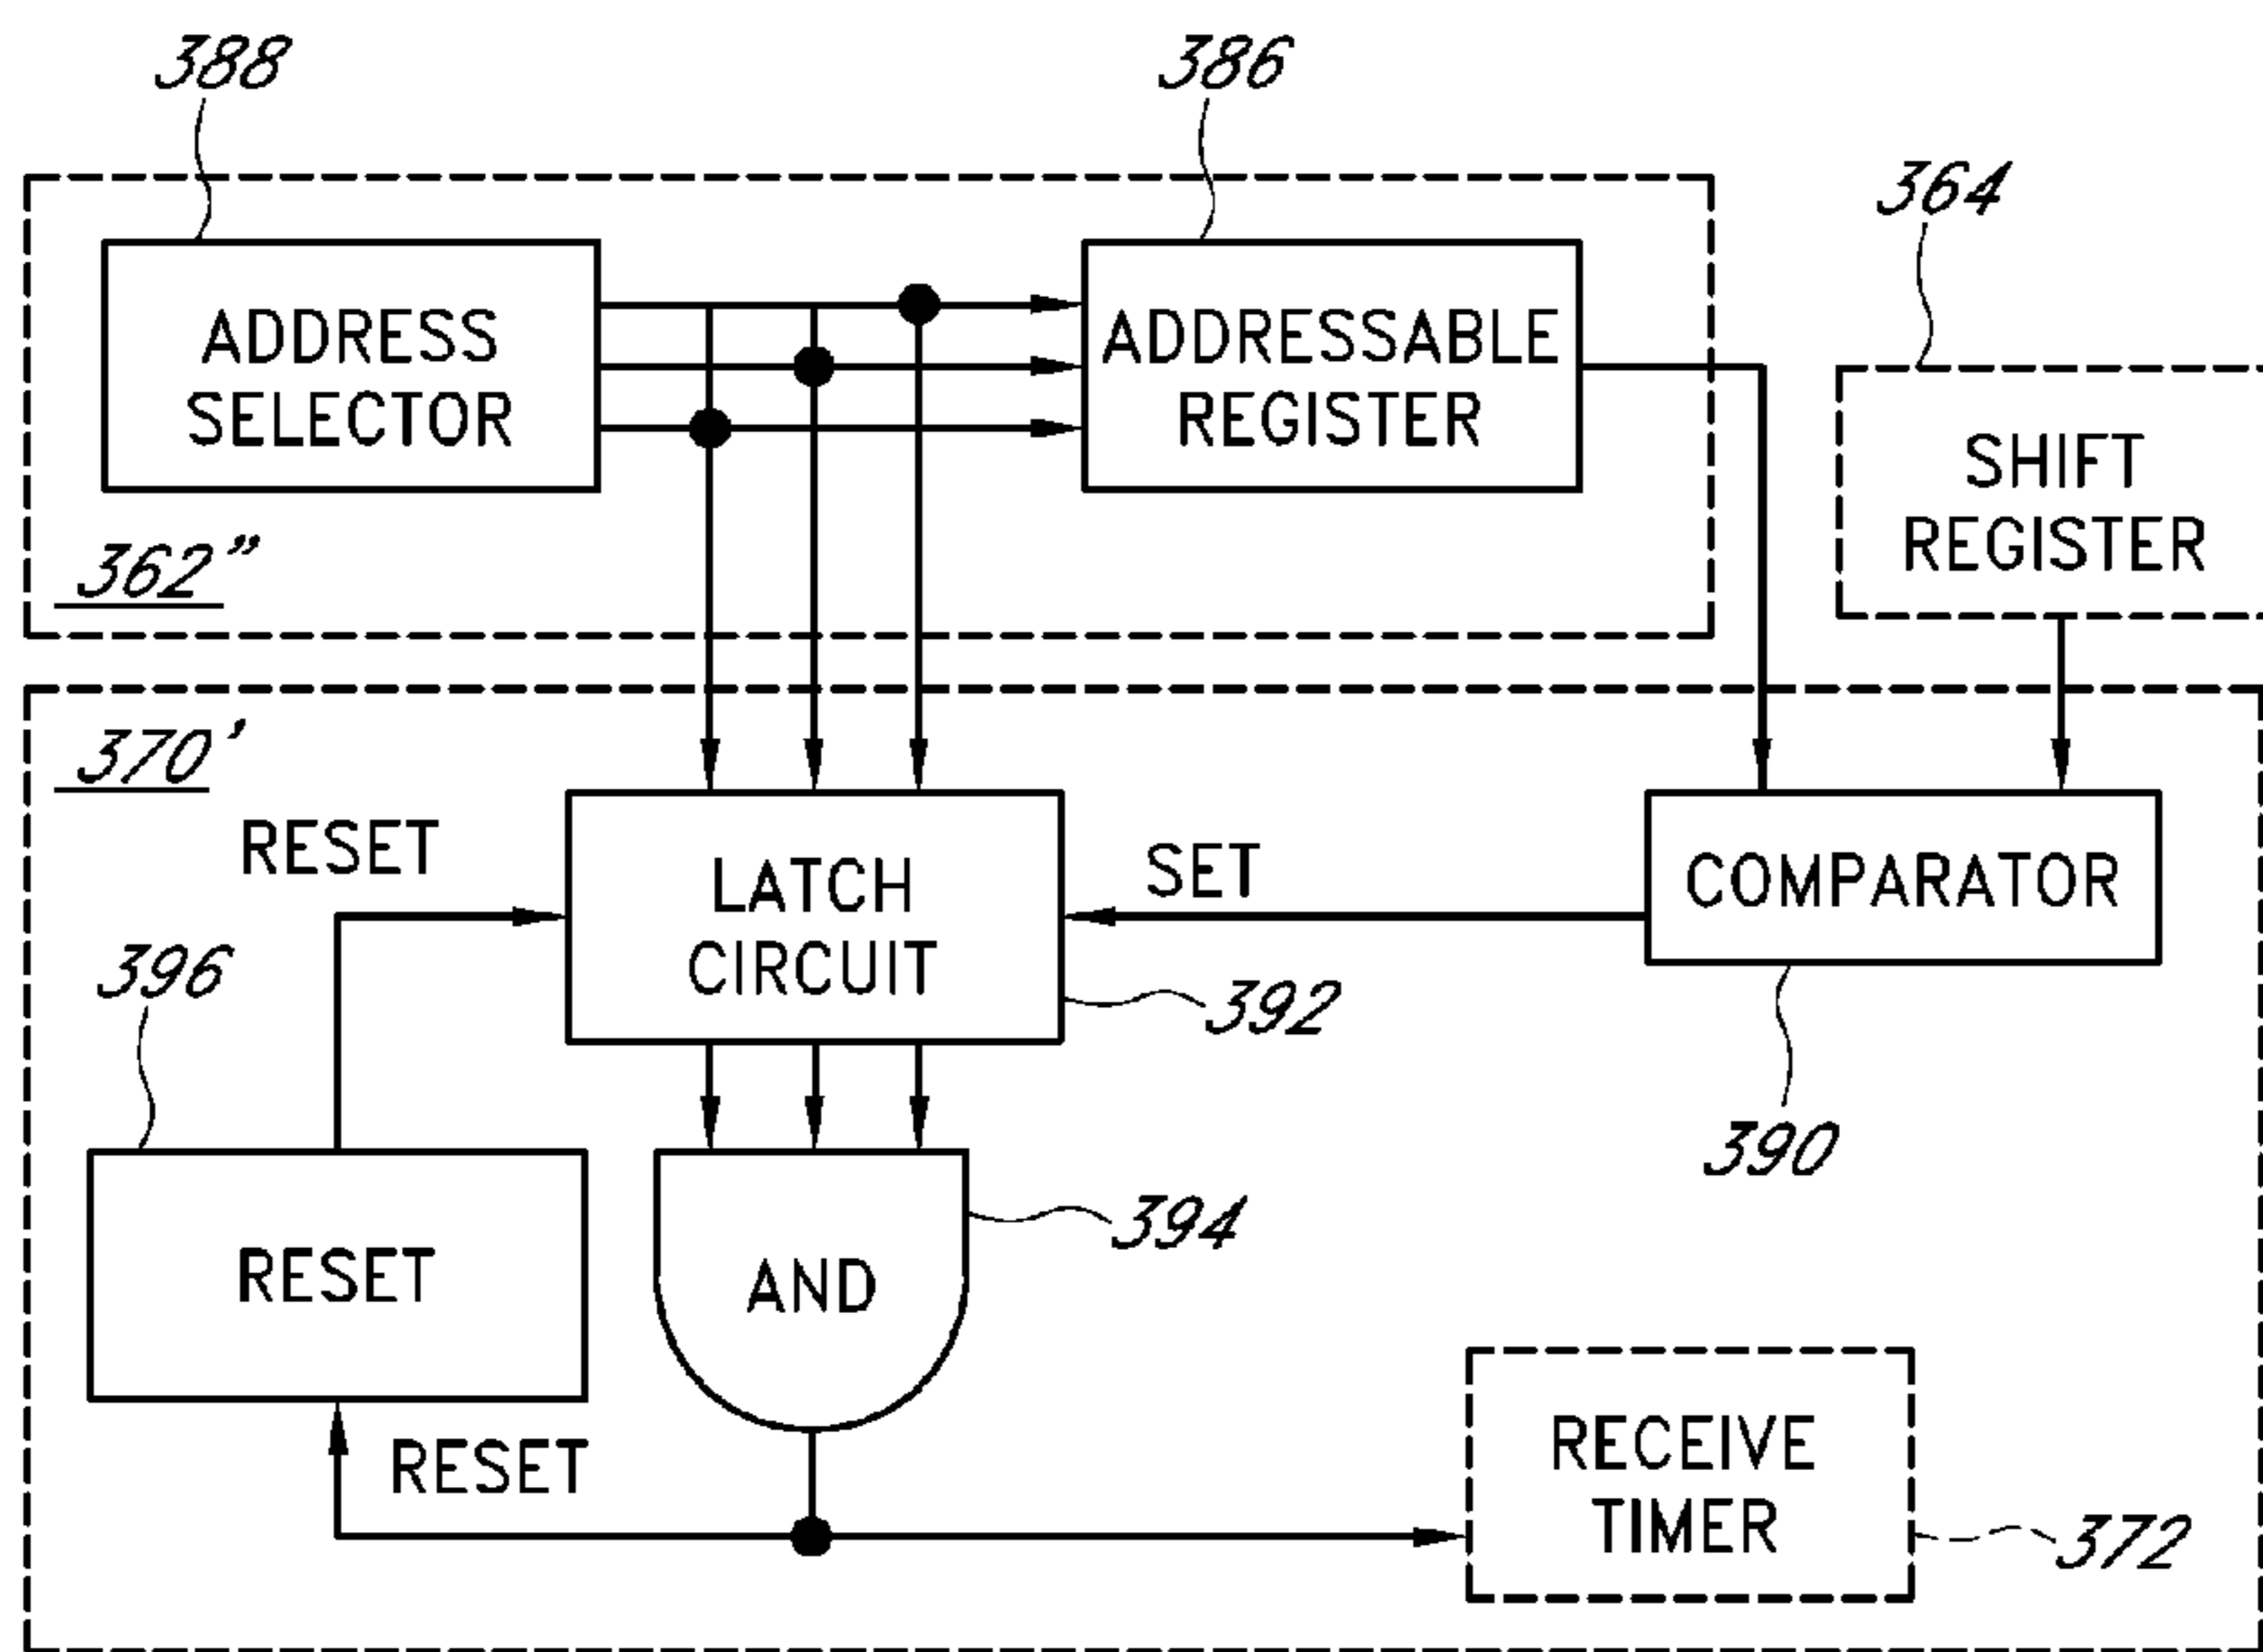 388
386
364
ADDRESS
SELECTOR
ADDRESSABLE
REGISTER
SHIFT
REGISTER
362"
370'
RESET
LATCH
CIRCUIT
SET
COMPARATOR
396
392
390
394
RESET
AND
RESET
RECEIVE
TIMER
372